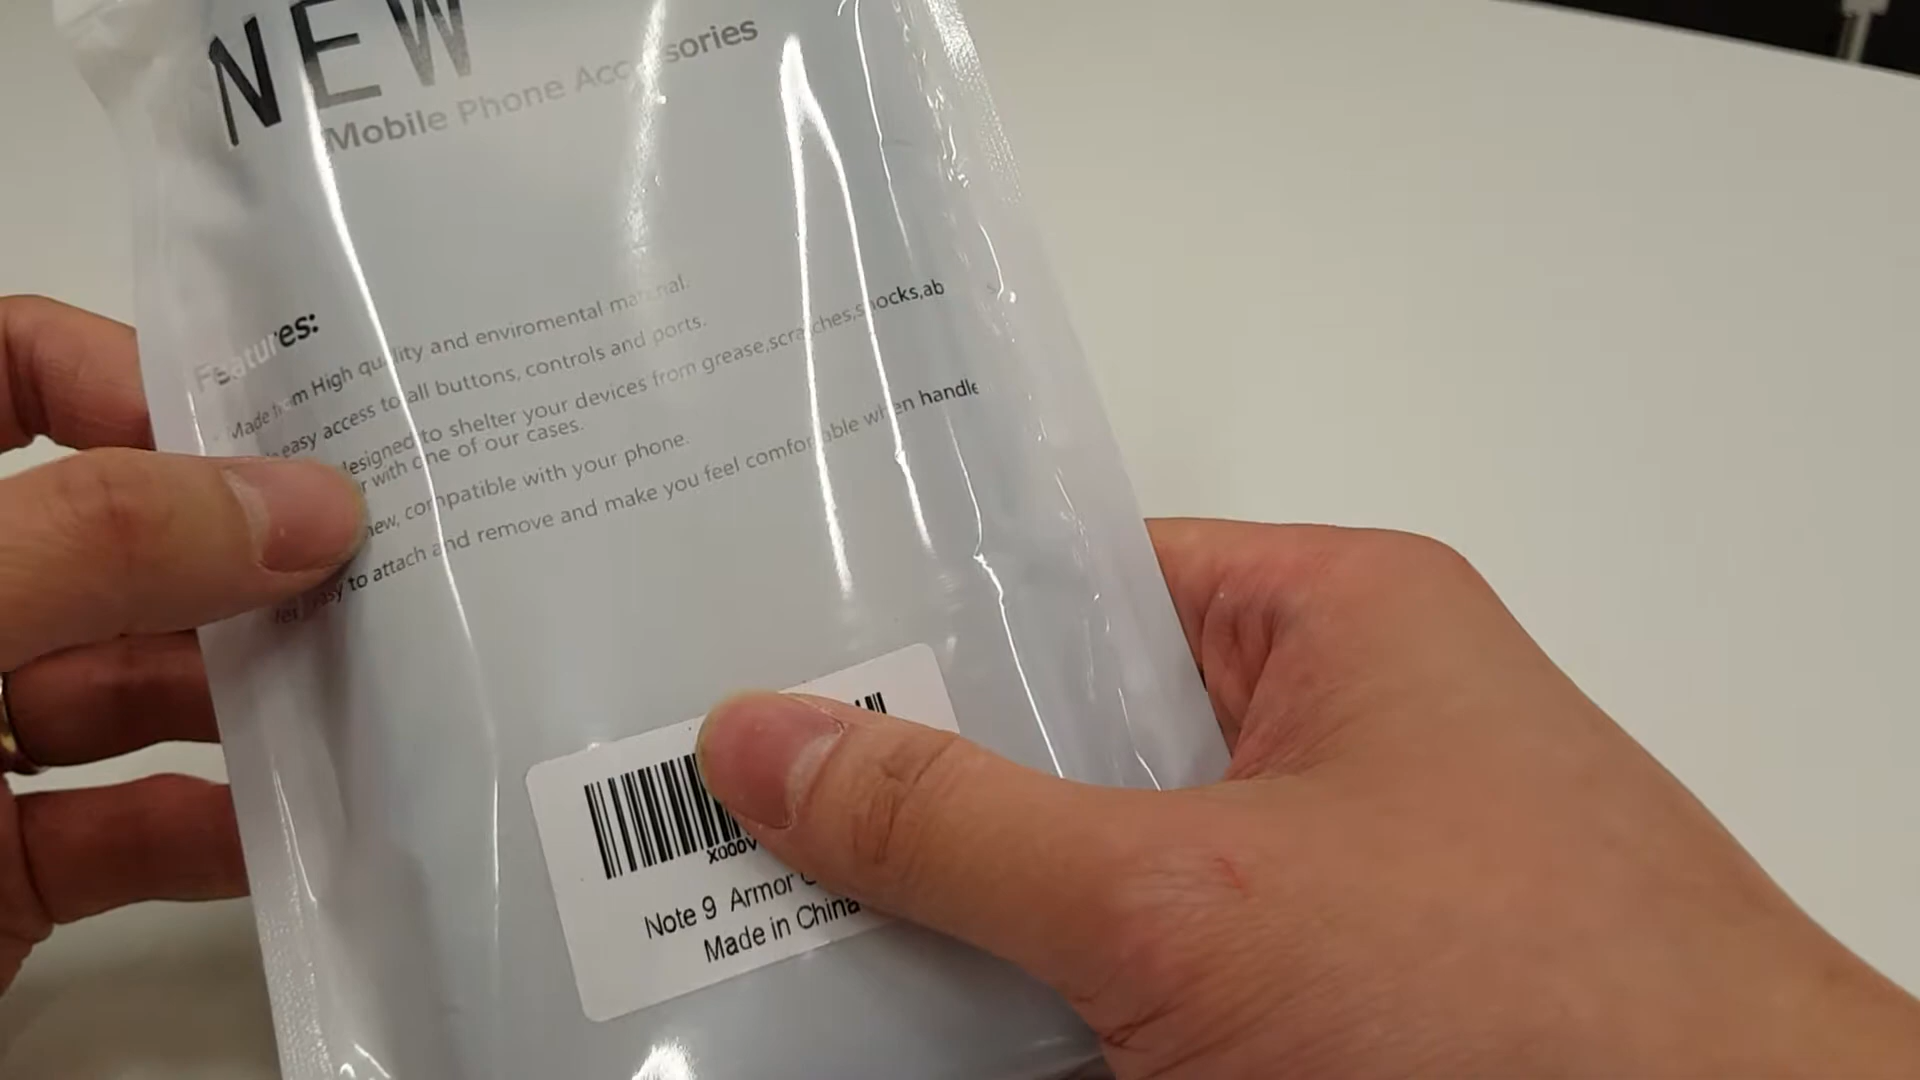 NEW
Mobile Phone Accessories
Features:
Made from High quality and enviromental material.
easy access to all buttons, controls and ports.
designed to shelter your devices from grease,scratches,shocks,ab
with one of our cases.
new, compatible with your phone.
easy to attach and remove and make you feel comfortable when handle
X000V
Note 9 Armor
Made in China